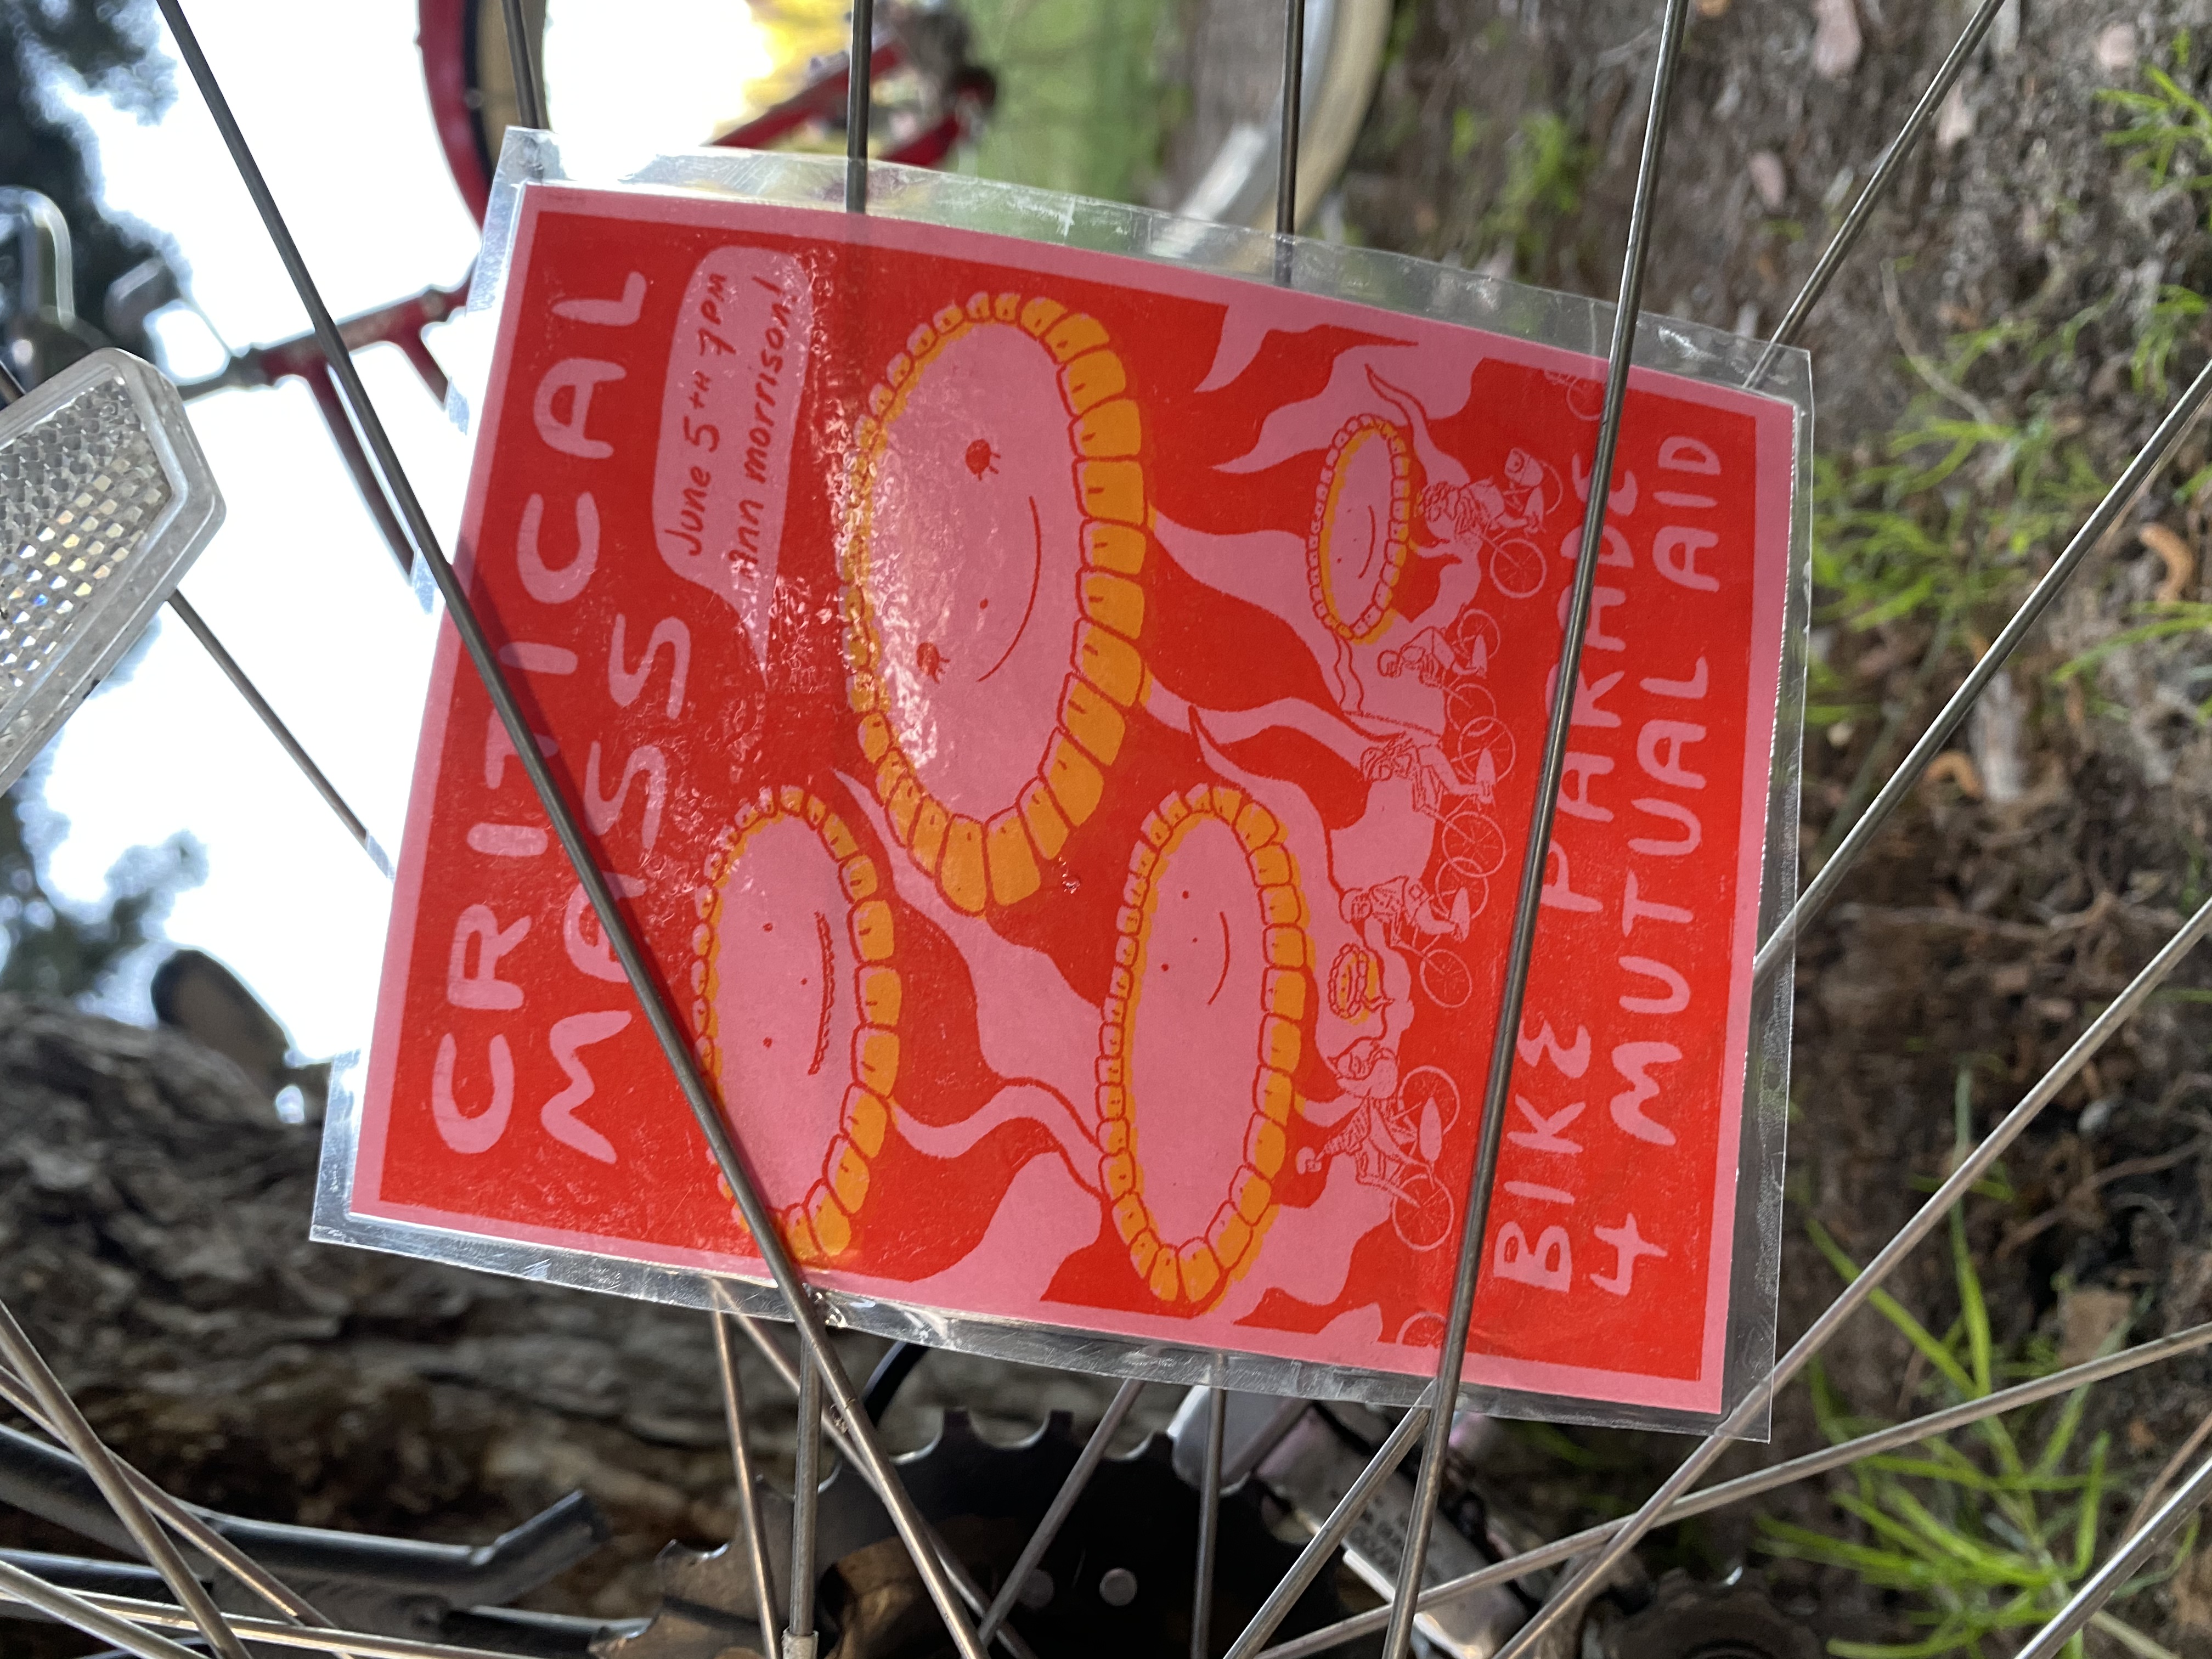 CRITICAL
MASS
June 5TH 7PM
Ann morrison!
BIKE PARADE
4 MUTUAL AID